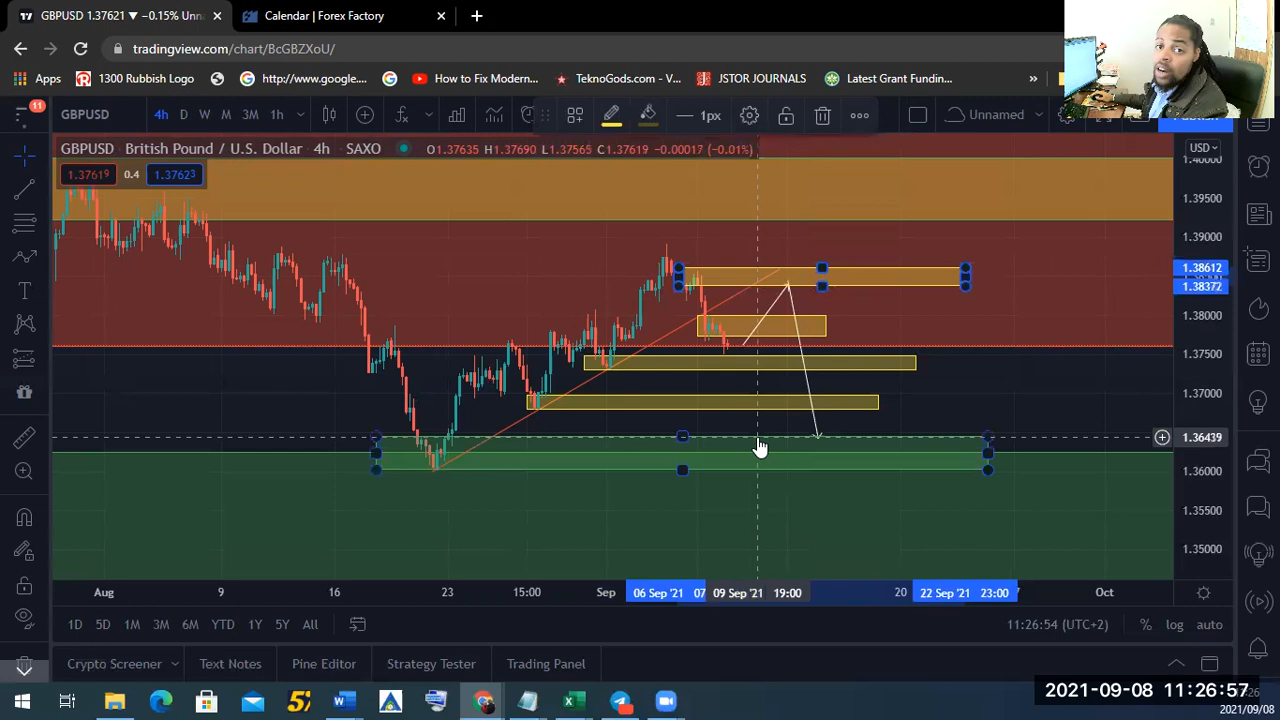 GBPUSD 1.37621 ▼ −0.15% Unn
Calendar | Forex Factory
tradingview.com/chart/BcGBZXoU/
Apps
1300 Rubbish Logo
http://www.google....
How to Fix Modern...
TeknoGods.com - V...
JSTOR JOURNALS
Latest Grant Fundin...
»
11
GBPUSD
4h D W M 3M 1h
1px
Unnamed
Publish
GBPUSD British Pound / U.S. Dollar 4h SAXO
O1.37635 H1.37690 L1.37565 C1.37619 −0.00017 (−0.01%)
USD
1.37619 0.4 1.37623
1.40000
1.39500
1.39000
1.38612
1.38372
1.38000
1.37500
1.37000
1.36439
1.36000
1.35500
1.35000
Aug 9 16 23 15:00 Sep 06 Sep '21 07 09 Sep '21 19:00 20 22 Sep '21 23:00 Oct
1D 5D 1M 3M 6M YTD 1Y 5Y All
11:26:54 (UTC+2)
% log auto
Crypto Screener
Text Notes
Pine Editor
Strategy Tester
Trading Panel
2021-09-08 11:26:57
2021/09/08